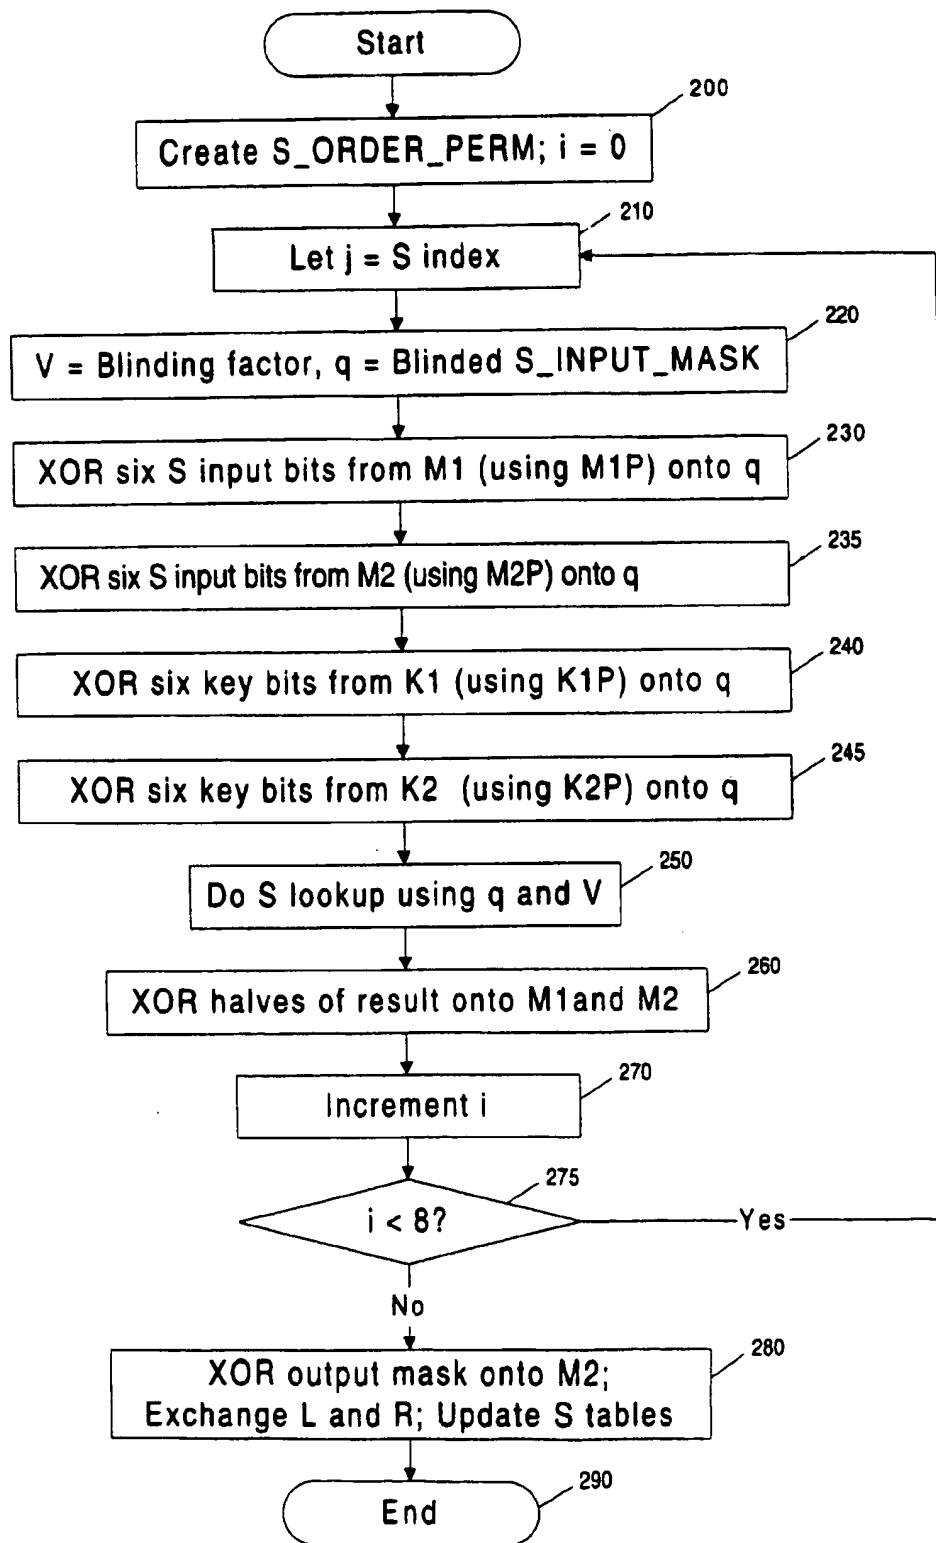 Start
200
Create S_ORDER_PERM; i = 0
210
Let j = S index
220
V = Blinding factor, q = Blinded S_INPUT_MASK
230
XOR six S input bits from M1 (using M1P) onto q
235
XOR six S input bits from M2 (using M2P) onto q
240
XOR six key bits from K1 (using K1P) onto q
245
XOR six key bits from K2 (using K2P) onto q
250
Do S lookup using q and V
260
XOR halves of result onto M1and M2
270
Increment i
275
i < 8?
Yes
No
280
XOR output mask onto M2;
Exchange L and R; Update S tables
290
End